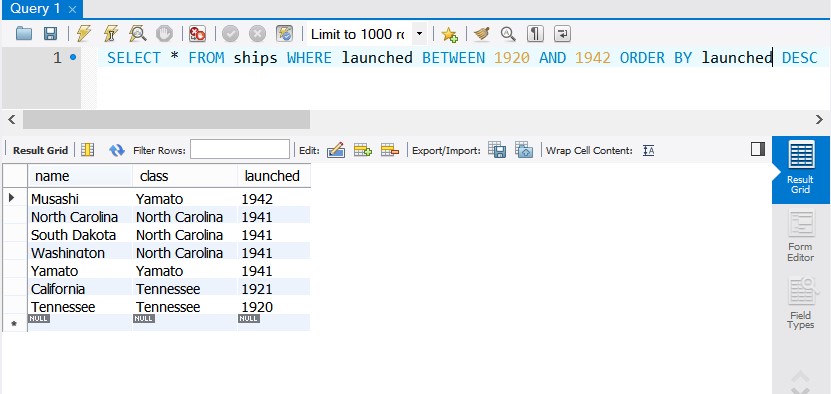 Query 1
Limit to 1000 rc
1 SELECT * FROM ships WHERE launched BETWEEN 1920 AND 1942 ORDER BY launched DESC
Result Grid Filter Rows: Edit: Export/Import: Wrap Cell Content: IA
name class launched
Musashi Yamato 1942
North Carolina North Carolina 1941
South Dakota North Carolina 1941
Washington North Carolina 1941
Yamato Yamato 1941
California Tennessee 1921
Tennessee Tennessee 1920
* NULL NULL NULL
Result
Grid
Form
Editor
Field
Types